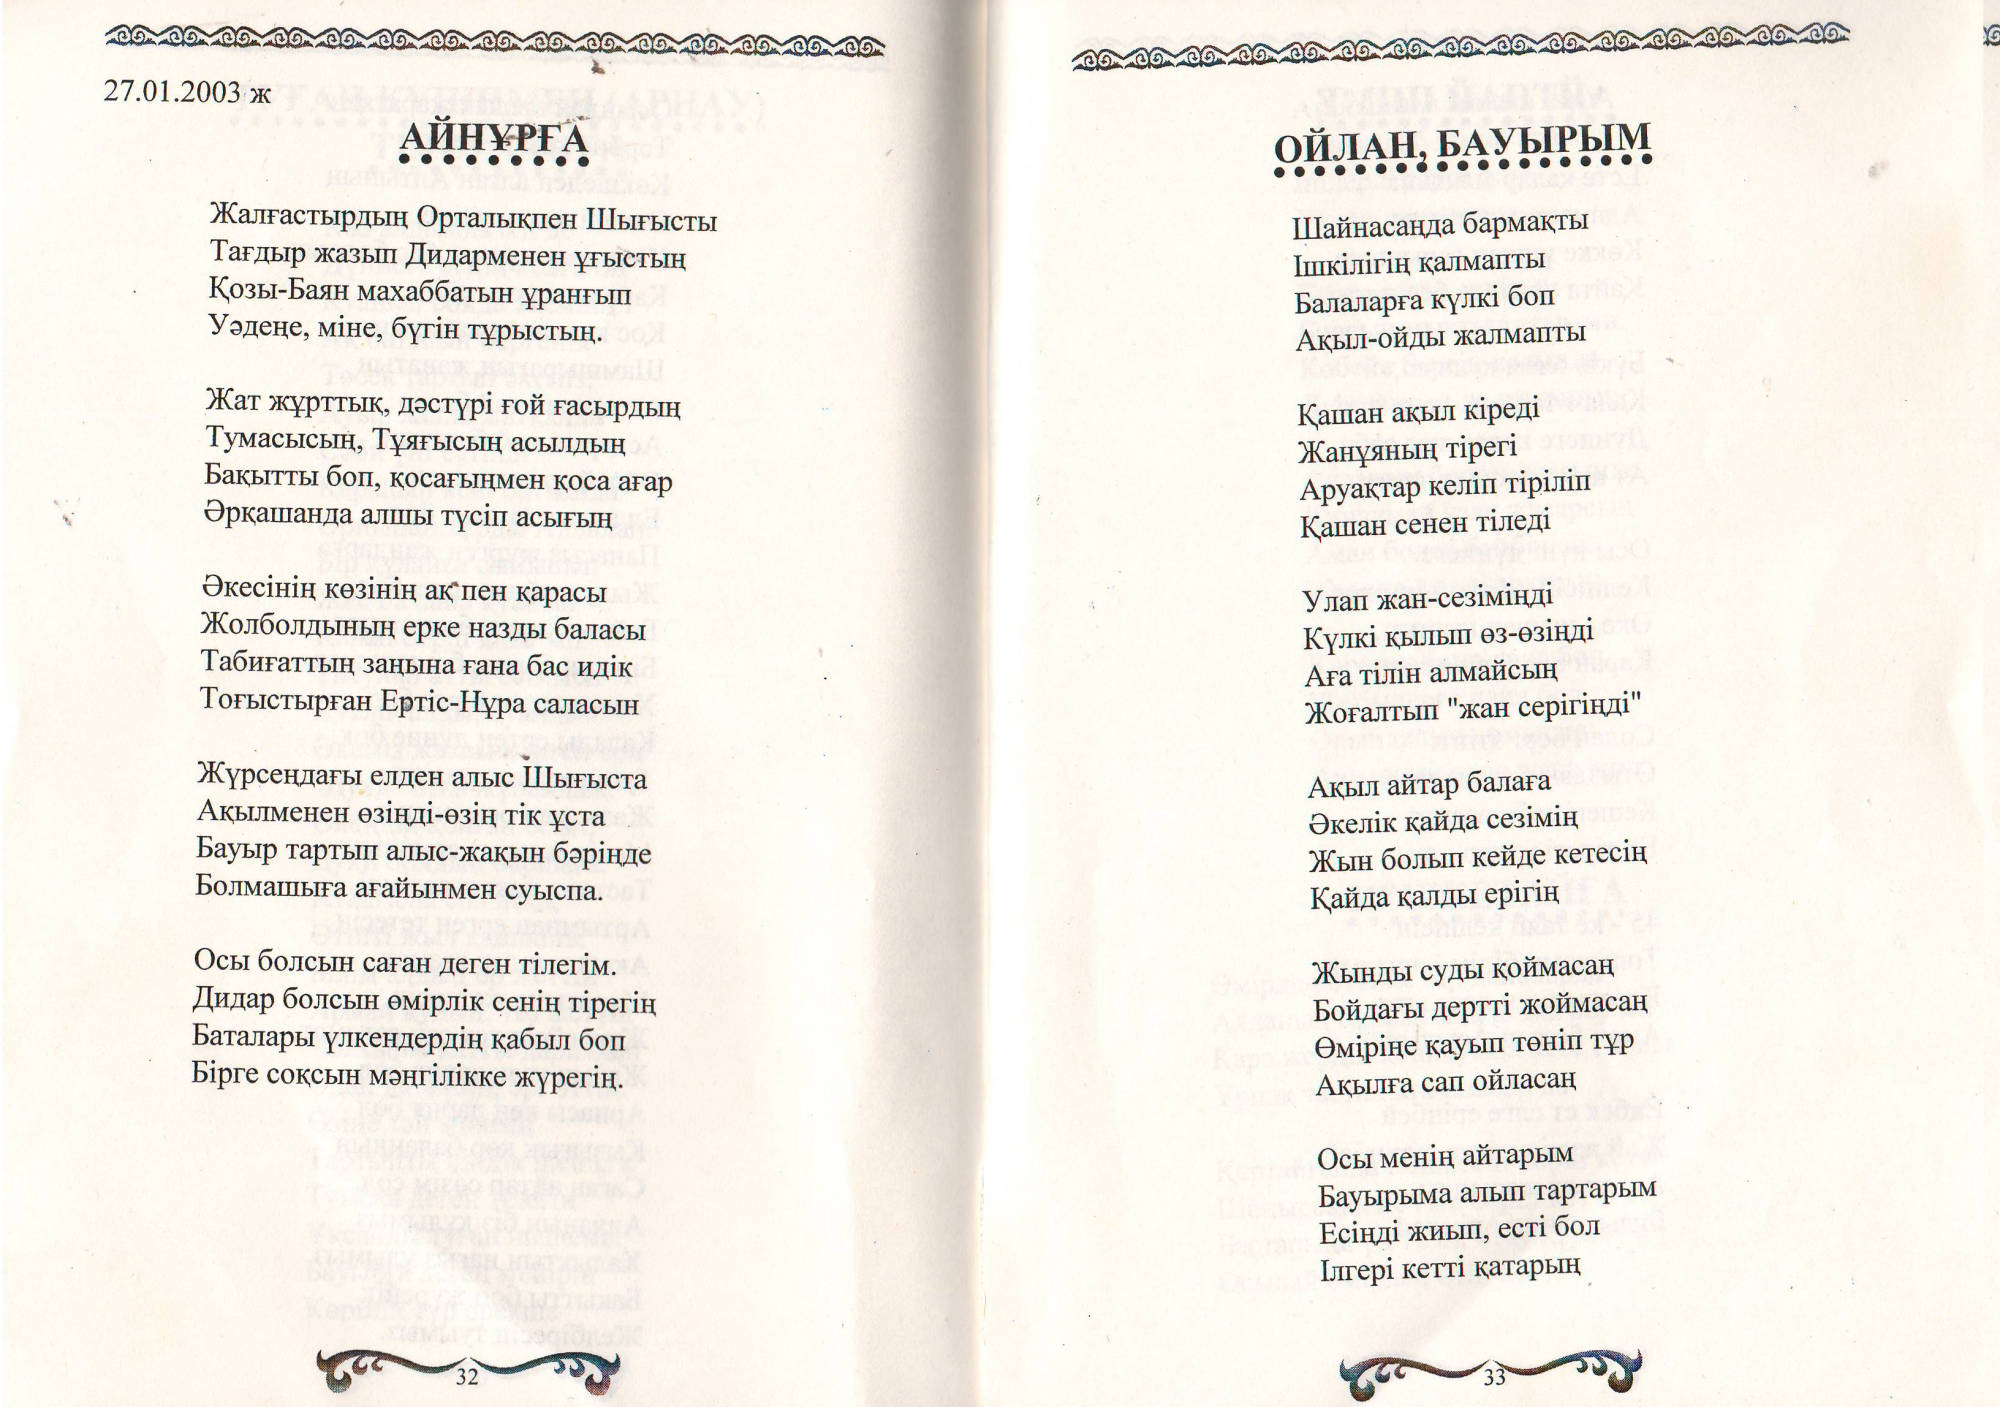 27.01.2003 ж
АЙНҰРҒА
Жалғастырдың Орталықпен Шығысты
Тағдыр жазып Дидарменен ұғыстың
Қозы-Баян махаббатын ұранғып
Уәдеңе, міне, бүгін тұрыстың.
Жат жұрттық, дәстүрі ғой ғасырдың
Тумасысың, Тұяғысың асылдың
Бақытты боп, қосағыңмен қоса ағар
Әрқашанда алшы түсіп асығың
Әкесінің көзінің ақ пен қарасы
Жолболдының ерке назды баласы
Табиғаттың заңына ғана бас идік
Тоғыстырған Ертіс-Нұра саласын
Жүрсеңдағы елден алыс Шығыста
Ақылменен өзіңді-өзің тік ұста
Бауыр тартып алыс-жақын бәріңде
Болмашыға ағайынмен суыспа.
Осы болсын саған деген тілегім.
Дидар болсын өмірлік сенің тірегің
Баталары үлкендердің қабыл боп
Бірге соқсын мәңгілікке жүрегің.
32
ОЙЛАН, БАУЫРЫМ
Шайнасаңда бармақты
Ішкілігің қалмапты
Балаларға күлкі боп
Ақыл-ойды жалмапты
Қашан ақыл кіреді
Жанұяның тірегі
Аруақтар келіп тіріліп
Қашан сенен тіледі
Улап жан-сезіміңді
Күлкі қылып өз-өзіңді
Аға тілін алмайсың
Жоғалтып "жан серігіңді"
Ақыл айтар балаға
Әкелік қайда сезімің
Жын болып кейде кетесің
Қайда қалды ерігің
Жынды суды қоймасаң
Бойдағы дертті жоймасаң
Өміріңе қауып төніп тұр
Ақылға сап ойласаң
Осы менің айтарым
Бауырыма алып тартарым
Есіңді жиып, есті бол
Ілгері кетті қатарың
33